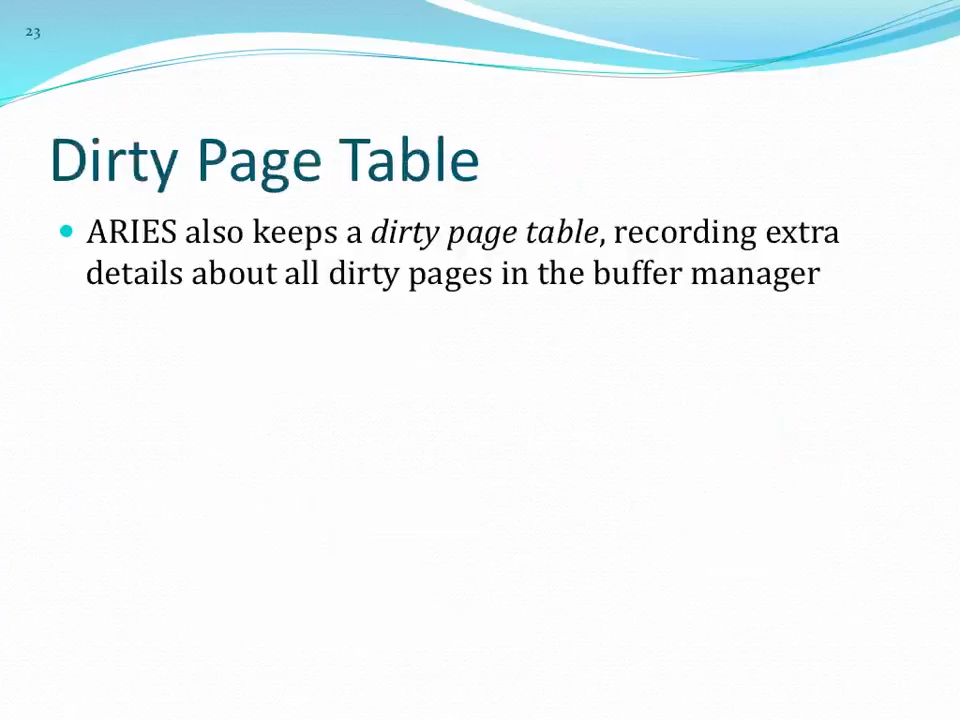 23
Dirty Page Table
• ARIES also keeps a dirty page table, recording extra
details about all dirty pages in the buffer manager